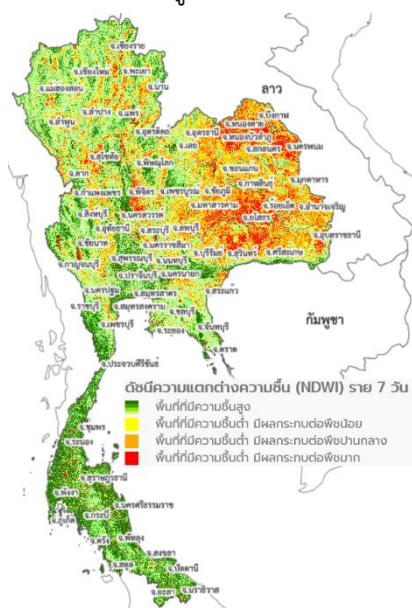 จ.เชียงราย
จ.เชียงใหม่
จ.พะเยา
จ.แม่ฮ่องสอน
จ.น่าน
ลาว
จ.ลำปาง
จ.แพร่
จ.ลำพูน
จ.บึงกาฬ
จ.หนองคาย
จ.อุตรดิตถ์
จ.อุดรธานี
จ.หนองบัวลำภู
จ.เลย
จ.สกลนคร
จ.นครพนม
จ.สุโขทัย
จ.พิษณุโลก
จ.ขอนแก่น
จ.ตาก
จ.มุกดาหาร
จ.กาฬสินธุ์
จ.กำแพงเพชร
จ.พิจิตร
จ.เพชรบูรณ์
จ.ชัยภูมิ
จ.มหาสารคาม
จ.ร้อยเอ็ด
จ.อำนาจเจริญ
จ.สิงห์บุรี
จ.นครสวรรค์
จ.ยโสธร
จ.อุทัยธานี
จ.สระบุรี
จ.ลพบุรี
จ.อุบลราชธานี
จ.ชัยนาท
จ.นครราชสีมา
จ.บุรีรัมย์
จ.สุรินทร์
จ.ศรีสะเกษ
จ.สุพรรณบุรี
จ.นนทบุรี
จ.กาญจนบุรี
จ.ปราจีนบุรี
จ.นครนายก
จ.สระแก้ว
จ.นครปฐม
จ.สมุทรสาคร
จ.ราชบุรี
จ.สมุทรสงคราม
จ.ชลบุรี
กัมพูชา
จ.เพชรบุรี
จ.ระยอง
จ.จันทบุรี
จ.ตราด
จ.ประจวบคีรีขันธ์
ดัชนีความแตกต่างความชื้น (NDWI) ราย 7 วัน
พื้นที่ที่มีความชื้นสูง
พื้นที่ที่มีความชื้นต่ำ มีผลกระทบต่อพืชน้อย
พื้นที่ที่มีความชื้นต่ำ มีผลกระทบต่อพืชปานกลาง
พื้นที่ที่มีความชื้นต่ำ มีผลกระทบต่อพืชมาก
จ.ชุมพร
จ.ระนอง
จ.สุราษฎร์ธานี
จ.พังงา
จ.นครศรีธรรมราช
จ.ภูเก็ต
จ.กระบี่
จ.ตรัง
จ.พัทลุง
จ.สงขลา
จ.สตูล
จ.ปัตตานี
จ.ยะลา
จ.นราธิวาส